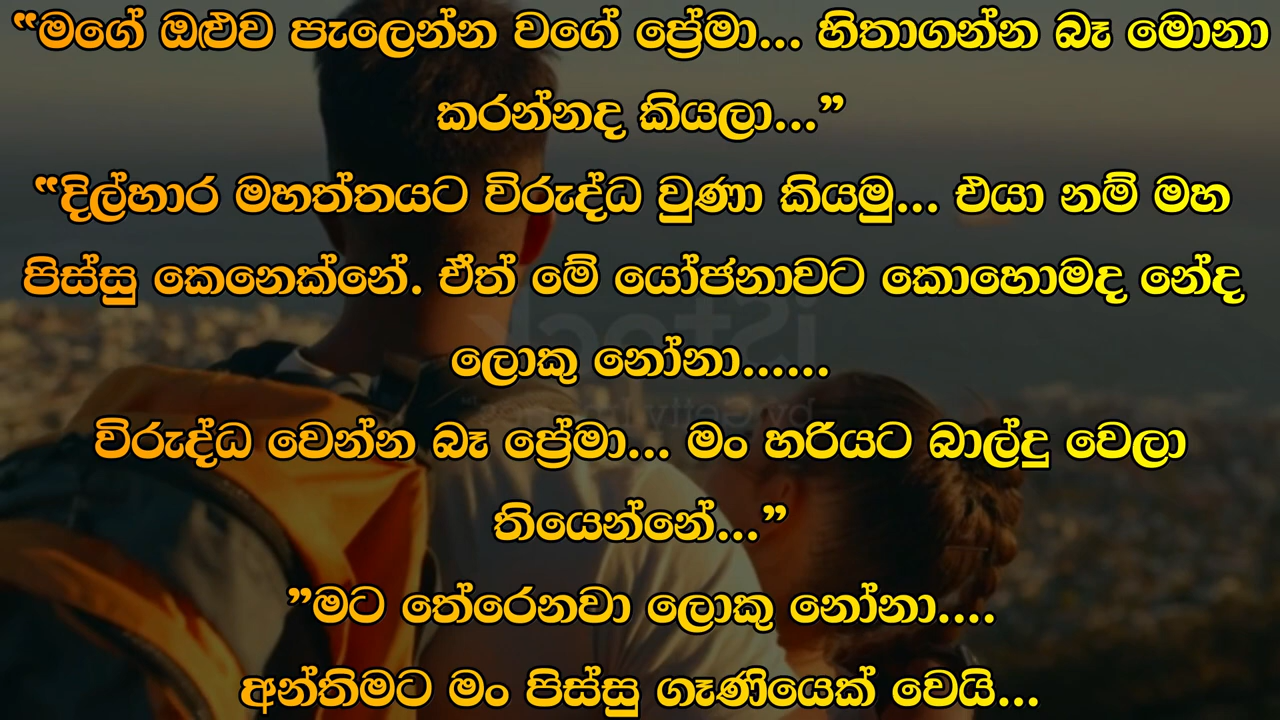 “මගේ ඔළුව පැලෙන්න වගේ ප්‍රේමා... හිතාගන්න බෑ මොනා
කරන්නද කියලා...”
“දිල්හාර මහත්තයට විරුද්ධ වුණා කියමු... එයා නම් මහ
පිස්සු කෙනෙක්නේ. ඒත් මේ යෝජනාවට කොහොමද නේද
ලොකු නෝනා......
විරුද්ධ වෙන්න බෑ ප්‍රේමා... මං හරියට බාල්දු වෙලා
තියෙන්නේ...”
”මට තේරෙනවා ලොකු නෝනා....
අන්තිමට මං පිස්සු ගෑණියෙක් වෙයි...